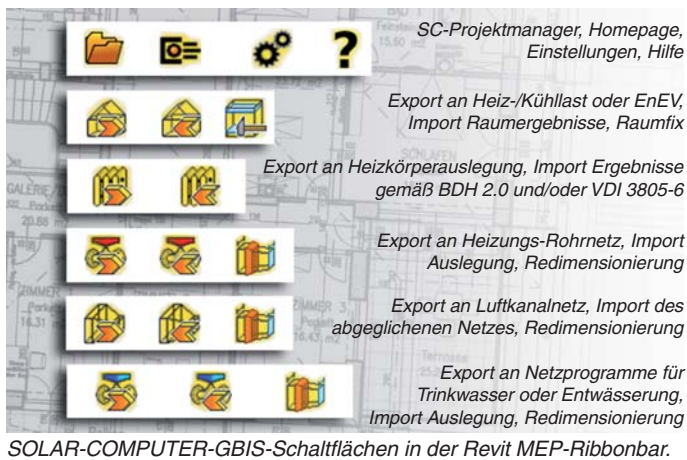 SC-Projektmanager, Homepage,
Einstellungen, Hilfe
Export an Heiz-/Kühllast oder EnEV,
Import Raumergebnisse, Raumfix
Export an Heizkörperauslegung, Import Ergebnisse
gemäß BDH 2.0 und/oder VDI 3805-6
Export an Heizungs-Rohrnetz, Import
Auslegung, Redimensionierung
Export an Luftkanalnetz, Import des
abgeglichenen Netzes, Redimensionierung
Export an Netzprogramme für
Trinkwasser oder Entwässerung,
Import Auslegung, Redimensionierung
SOLAR-COMPUTER-GBIS-Schaltflächen in der Revit MEP-Ribbonbar.